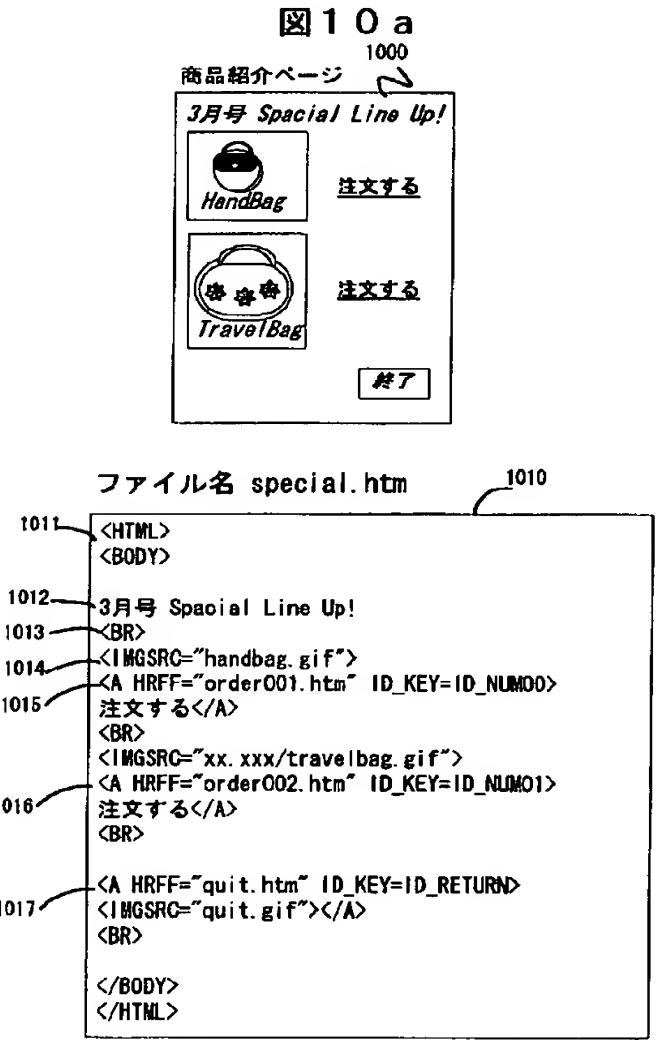 図10a
1000
商品紹介ページ
3月号 Spacial Line Up!
HandBag
注文する
TravelBag
注文する
終了
ファイル名 special.htm
1010
1011
<HTML>
<BODY>
1012
3月号 Spacial Line Up!
1013
<BR>
1014
<IMGSRC="handbag.gif">
1015
<A HRFF="order001.htm" ID_KEY=ID_NUM00>
注文する</A>
<BR>
<IMGSRC="xx.xxx/travelbag.gif">
016
<A HRFF="order002.htm" ID_KEY=ID_NUM01>
注文する</A>
<BR>
1017
<A HRFF="quit.htm" ID_KEY=ID_RETURN>
<IMGSRC="quit.gif"></A>
<BR>
</BODY>
</HTML>